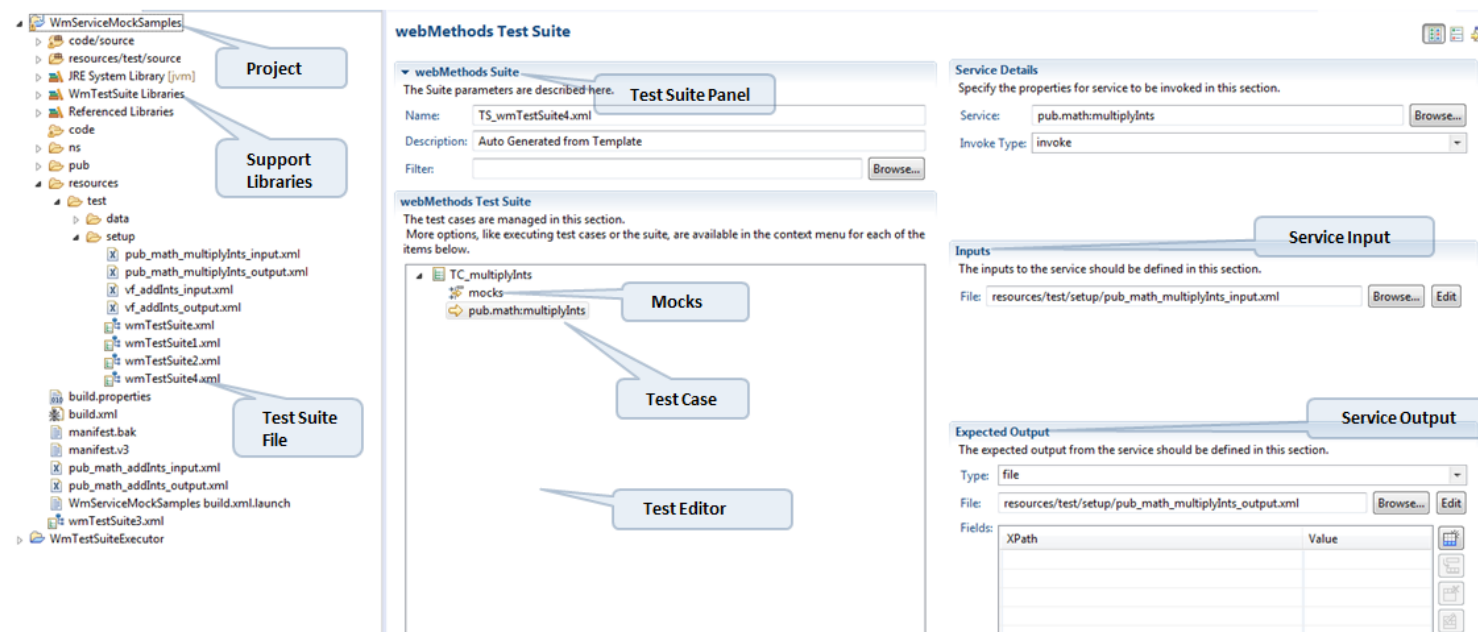 WmServiceMockSamples
code/source
resources/test/source
JRE System Library [jvm]
WmTestSuite Libraries
Referenced Libraries
code
ns
pub
resources
test
data
setup
pub_math_multiplyInts_input.xml
pub_math_multiplyInts_output.xml
vf_addInts_input.xml
vf_addInts_output.xml
wmTestSuite.xml
wmTestSuite1.xml
wmTestSuite2.xml
wmTestSuite4.xml
build.properties
build.xml
manifest.bak
manifest.v3
pub_math_addInts_input.xml
pub_math_addInts_output.xml
WmServiceMockSamples build.xml.launch
wmTestSuite3.xml
WmTestSuiteExecutor
Project
Support
Libraries
Test Suite
File
webMethods Test Suite
webMethods Suite
The Suite parameters are described here.
Test Suite Panel
Name: TS_wmTestSuite4.xml
Description: Auto Generated from Template
Filter: Browse...
webMethods Test Suite
The test cases are managed in this section.
More options, like executing test cases or the suite, are available in the context menu for each of the
items below.
TC_multiplyInts
mocks
pub.math:multiplyInts
Mocks
Test Case
Test Editor
Service Details
Specify the properties for service to be invoked in this section.
Service: pub.math:multiplyInts Browse...
Invoke Type: invoke
Service Input
Inputs
The inputs to the service should be defined in this section.
File: resources/test/setup/pub_math_multiplyInts_input.xml Browse... Edit
Service Output
Expected Output
The expected output from the service should be defined in this section.
Type: file
File: resources/test/setup/pub_math_multiplyInts_output.xml Browse... Edit
Fields:
XPath Value